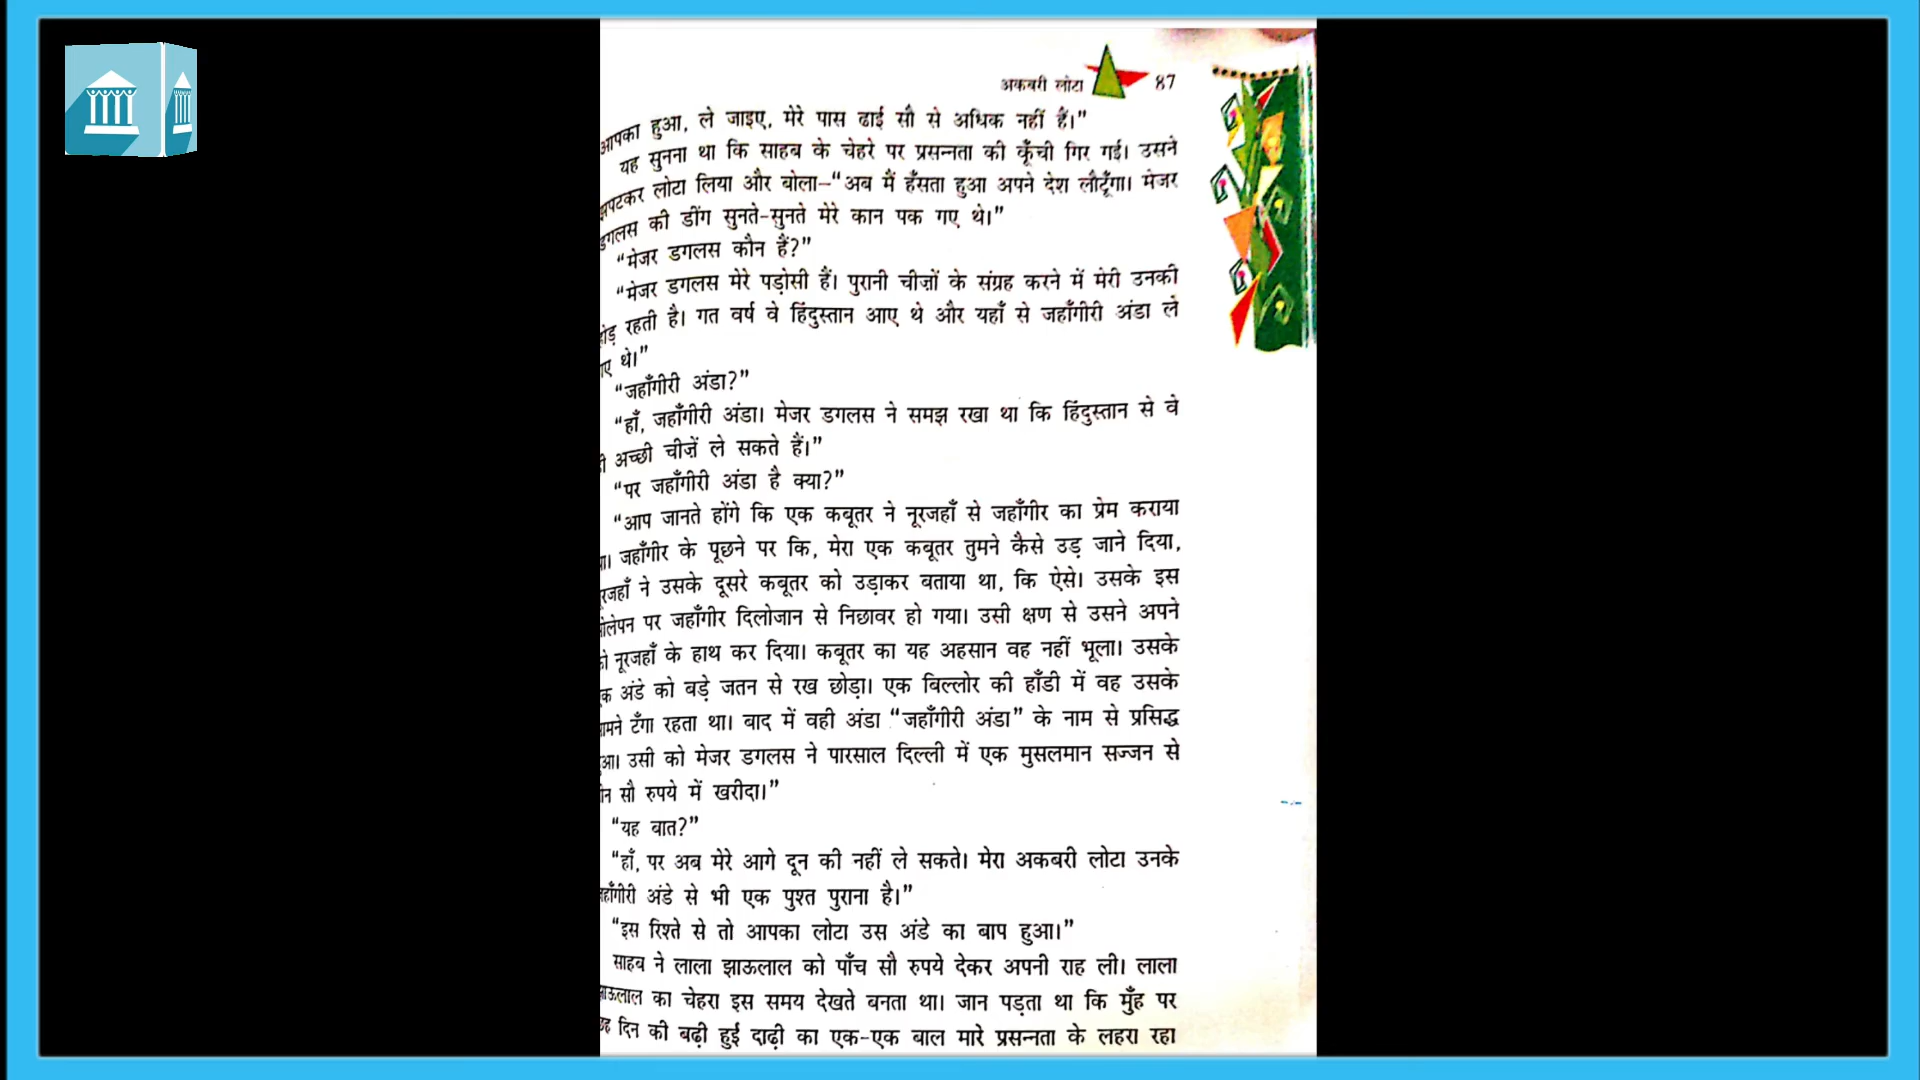 अकबरी लोटा 87
आपका हुआ, ले जाइए, मेरे पास ढाई सौ से अधिक नहीं हैं।”
यह सुनना था कि साहब के चेहरे पर प्रसन्नता की कूँची गिर गई। उसने
झपटकर लोटा लिया और बोला–“अब मैं हँसता हुआ अपने देश लौटूँगा। मेजर
डगलस की डींग सुनते-सुनते मेरे कान पक गए थे।”
“मेजर डगलस कौन हैं?”
“मेजर डगलस मेरे पड़ोसी हैं। पुरानी चीज़ों के संग्रह करने में मेरी उनकी
होड़ रहती है। गत वर्ष वे हिंदुस्तान आए थे और यहाँ से जहाँगीरी अंडा ले
गए थे।”
“जहाँगीरी अंडा?”
“हाँ, जहाँगीरी अंडा। मेजर डगलस ने समझ रखा था कि हिंदुस्तान से वे
ही अच्छी चीज़ें ले सकते हैं।”
“पर जहाँगीरी अंडा है क्या?”
“आप जानते होंगे कि एक कबूतर ने नूरजहाँ से जहाँगीर का प्रेम कराया
था। जहाँगीर के पूछने पर कि, मेरा एक कबूतर तुमने कैसे उड़ जाने दिया,
नूरजहाँ ने उसके दूसरे कबूतर को उड़ाकर बताया था, कि ऐसे। उसके इस
भोलेपन पर जहाँगीर दिलोजान से निछावर हो गया। उसी क्षण से उसने अपने
को नूरजहाँ के हाथ कर दिया। कबूतर का यह अहसान वह नहीं भूला। उसके
एक अंडे को बड़े जतन से रख छोड़ा। एक बिल्लोर की हाँडी में वह उसके
सामने टँगा रहता था। बाद में वही अंडा “जहाँगीरी अंडा” के नाम से प्रसिद्ध
हुआ। उसी को मेजर डगलस ने पारसाल दिल्ली में एक मुसलमान सज्जन से
तीन सौ रुपये में खरीदा।”
“यह बात?”
“हाँ, पर अब मेरे आगे दून की नहीं ले सकते। मेरा अकबरी लोटा उनके
जहाँगीरी अंडे से भी एक पुश्त पुराना है।”
“इस रिश्ते से तो आपका लोटा उस अंडे का बाप हुआ।”
साहब ने लाला झाऊलाल को पाँच सौ रुपये देकर अपनी राह ली। लाला
झाऊलाल का चेहरा इस समय देखते बनता था। जान पड़ता था कि मुँह पर
छह दिन की बढ़ी हुई दाढ़ी का एक-एक बाल मारे प्रसन्नता के लहरा रहा